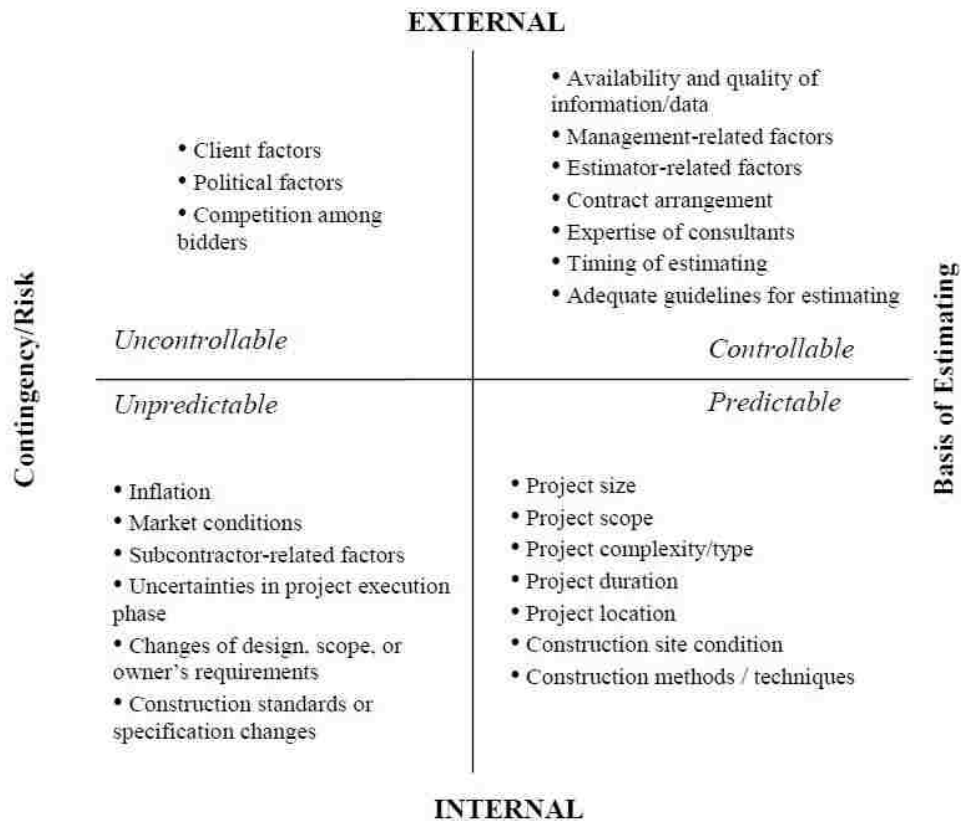 EXTERNAL
• Client factors
• Political factors
• Competition among
bidders
• Availability and quality of
information/data
• Management-related factors
• Estimator-related factors
• Contract arrangement
• Expertise of consultants
• Timing of estimating
• Adequate guidelines for estimating
Contingency/Risk
Uncontrollable
Controllable
Unpredictable
Predictable
Basis of Estimating
• Inflation
• Market conditions
• Subcontractor-related factors
• Uncertainties in project execution
phase
• Changes of design, scope, or
owner’s requirements
• Construction standards or
specification changes
• Project size
• Project scope
• Project complexity/type
• Project duration
• Project location
• Construction site condition
• Construction methods / techniques
INTERNAL